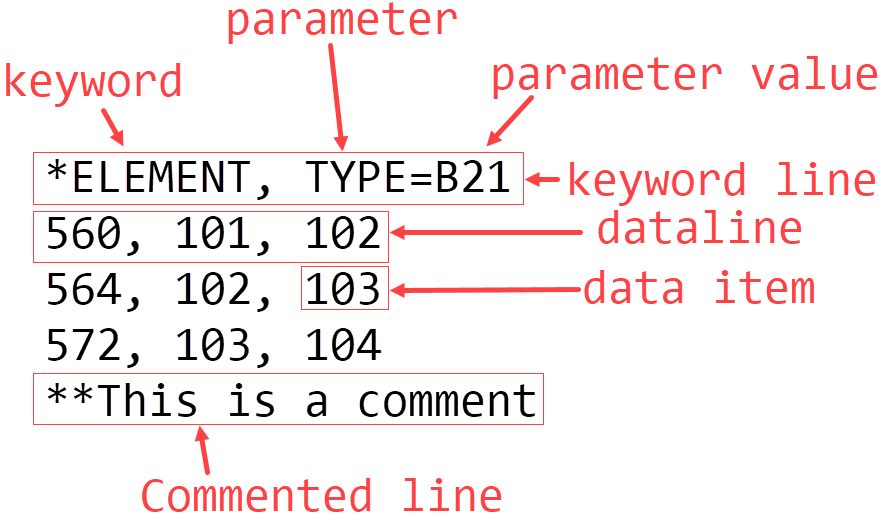 parameter
keyword
parameter value
*ELEMENT, TYPE=B21
keyword line
560, 101, 102
dataline
564, 102, 103
data item
572, 103, 104
**This is a comment
Commented line